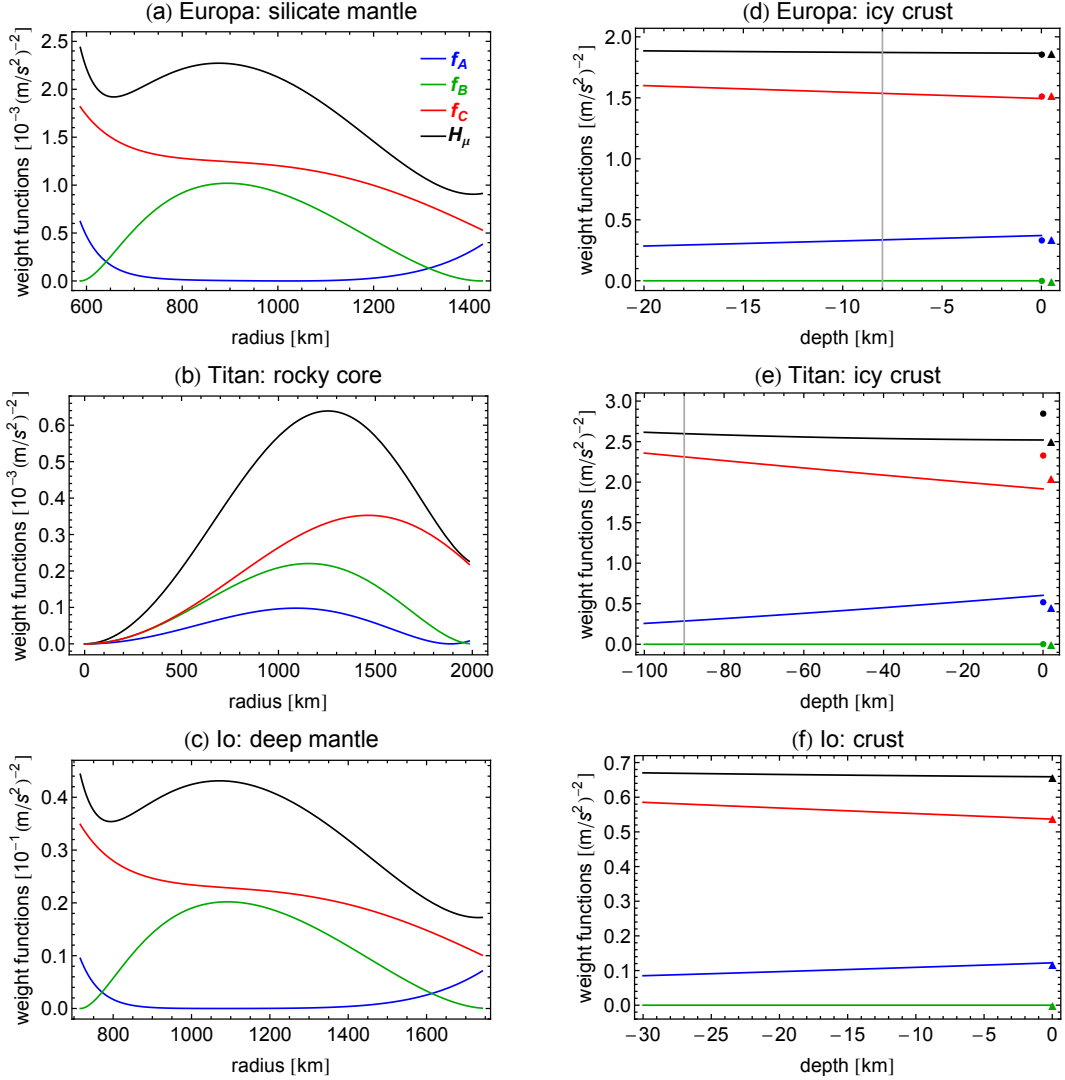 (a) Europa: silicate mantle
weight functions [10⁻³ (m/s²)⁻²]
2.5
2.0
1.5
1.0
0.5
0.0
f_A
f_B
f_C
H_μ
600 800 1000 1200 1400
radius [km]
(d) Europa: icy crust
weight functions [(m/s²)⁻²]
2.0
1.5
1.0
0.5
0.0
−20 −15 −10 −5 0
depth [km]
(b) Titan: rocky core
weight functions [10⁻³ (m/s²)⁻²]
0.6
0.4
0.2
0.0
0 500 1000 1500 2000
radius [km]
(e) Titan: icy crust
weight functions [(m/s²)⁻²]
3.0
2.5
2.0
1.5
1.0
0.5
0.0
−100 −80 −60 −40 −20 0
depth [km]
(c) Io: deep mantle
weight functions [10⁻¹ (m/s²)⁻²]
0.4
0.3
0.2
0.1
0.0
800 1000 1200 1400 1600
radius [km]
(f) Io: crust
weight functions [(m/s²)⁻²]
0.7
0.6
0.5
0.4
0.3
0.2
0.1
0.0
−30 −25 −20 −15 −10 −5 0
depth [km]